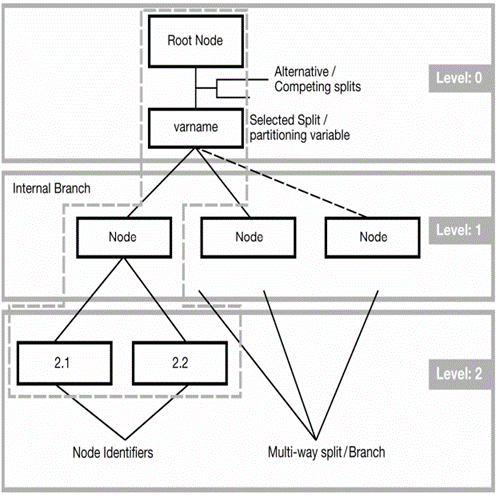 Root Node
Alternative /
Competing splits
Level: 0
varname
Selected Split /
partitioning variable
Internal Branch
Node
Node
Node
Level: 1
2.1
2.2
Level: 2
Node Identifiers
Multi-way split/Branch